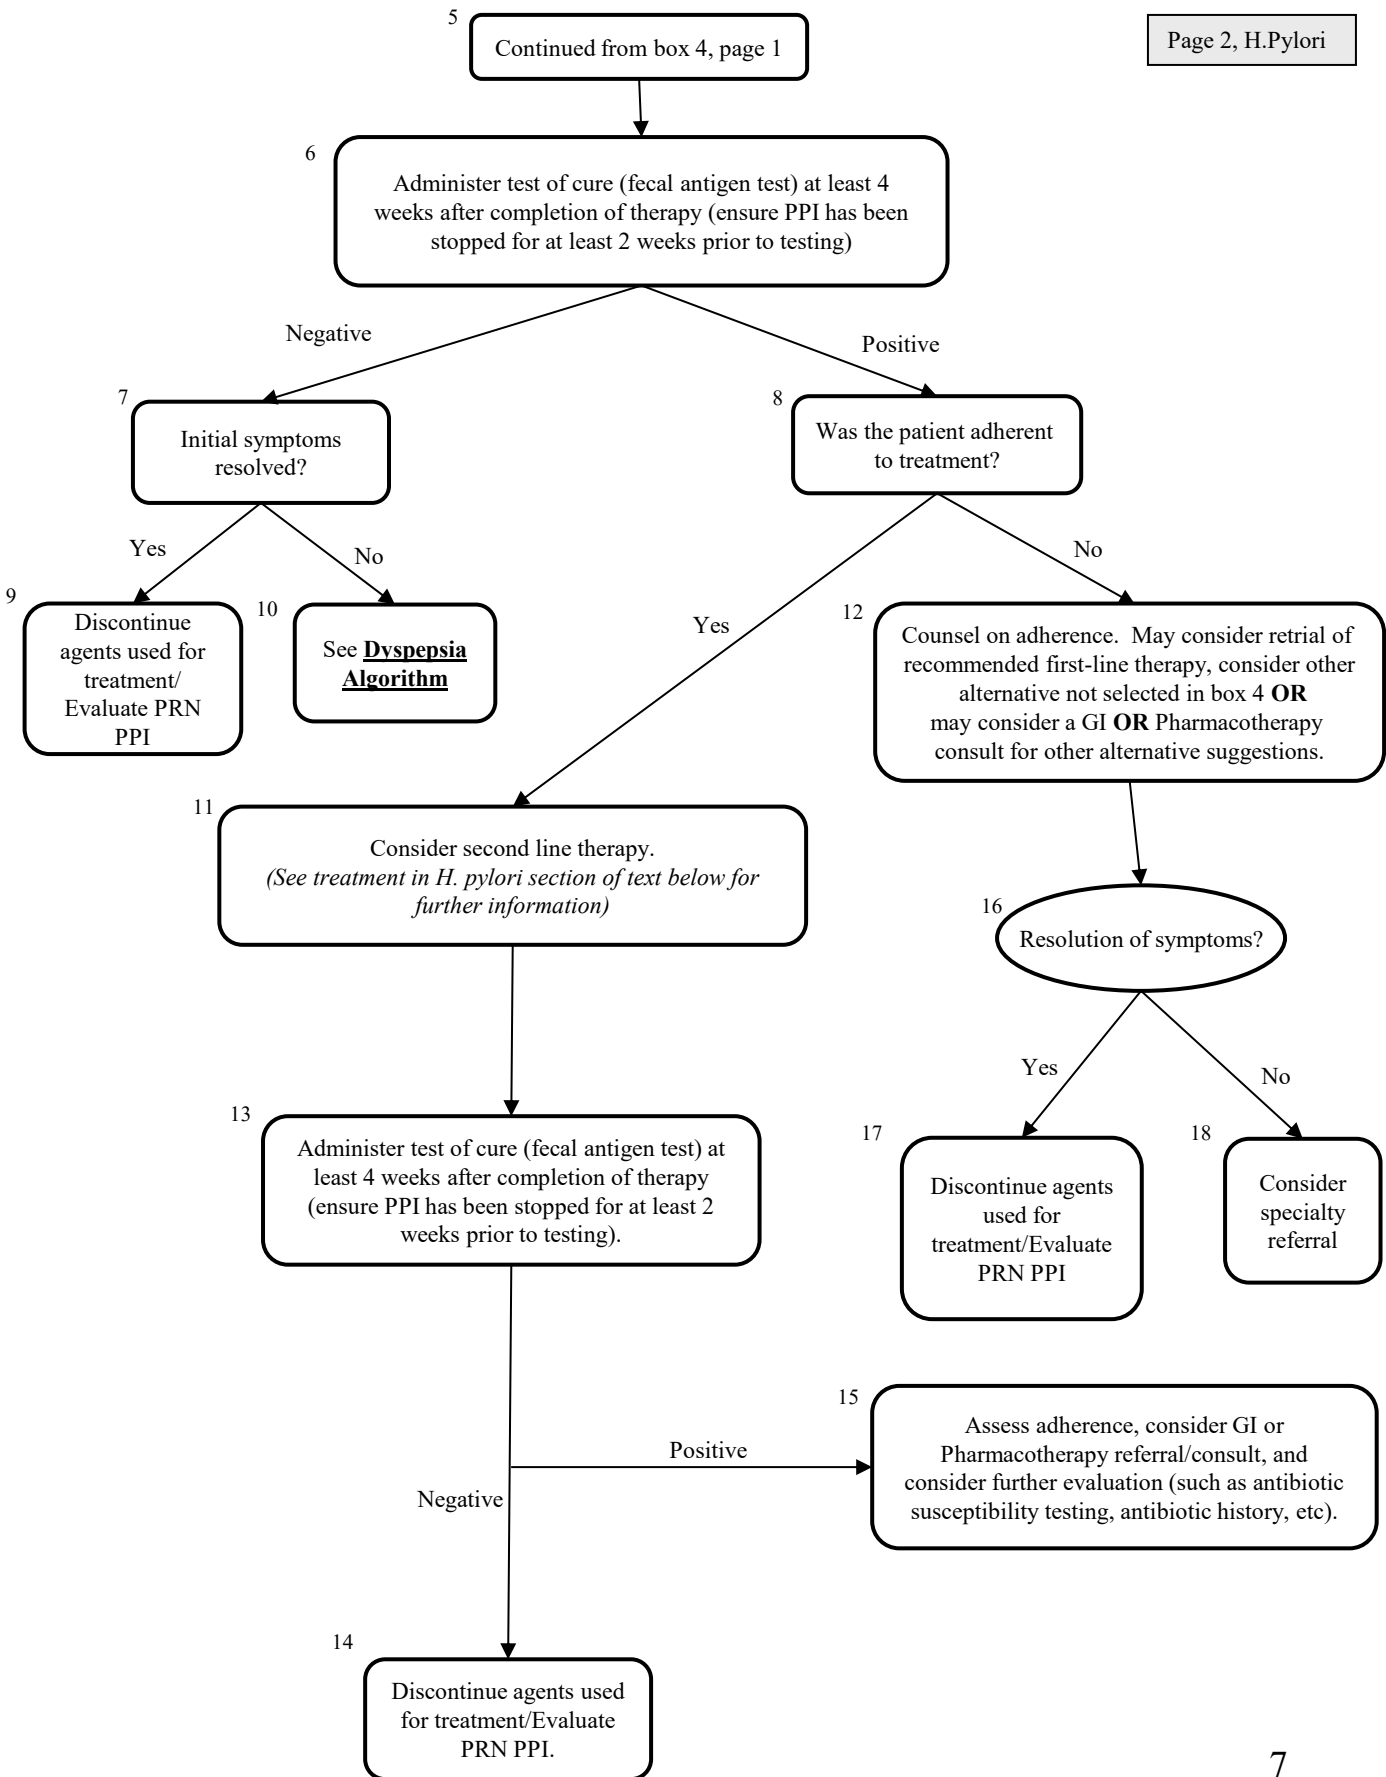 5
Continued from box 4, page 1
Page 2, H.Pylori
6
Administer test of cure (fecal antigen test) at least 4
weeks after completion of therapy (ensure PPI has been
stopped for at least 2 weeks prior to testing)
Negative
Positive
7
Initial symptoms
resolved?
8
Was the patient adherent
to treatment?
Yes
No
Yes
No
9
Discontinue
agents used for
treatment/
Evaluate PRN
PPI
10
See Dyspepsia
Algorithm
12
Counsel on adherence.  May consider retrial of
recommended first-line therapy, consider other
alternative not selected in box 4 OR
may consider a GI OR Pharmacotherapy
consult for other alternative suggestions.
11
Consider second line therapy.
(See treatment in H. pylori section of text below for
further information)
16
Resolution of symptoms?
Yes
No
13
Administer test of cure (fecal antigen test) at
least 4 weeks after completion of therapy
(ensure PPI has been stopped for at least 2
weeks prior to testing).
17
Discontinue agents
used for
treatment/Evaluate
PRN PPI
18
Consider
specialty
referral
Positive
Negative
15
Assess adherence, consider GI or
Pharmacotherapy referral/consult, and
consider further evaluation (such as antibiotic
susceptibility testing, antibiotic history, etc).
14
Discontinue agents used
for treatment/Evaluate
PRN PPI.
7